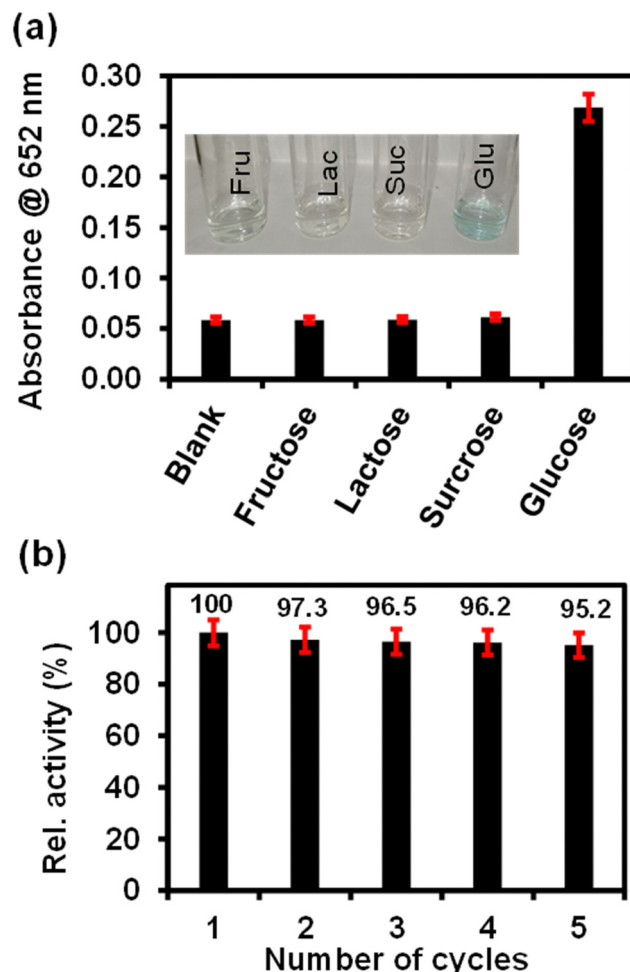 (a)
Absorbance @ 652 nm
0.30
0.25
0.20
0.15
0.10
0.05
0.00
Fru
Lac
Suc
Glu
Blank
Fructose
Lactose
Surcrose
Glucose
(b)
Rel. activity (%)
100
80
60
40
20
0
100
97.3
96.5
96.2
95.2
1
2
3
4
5
Number of cycles